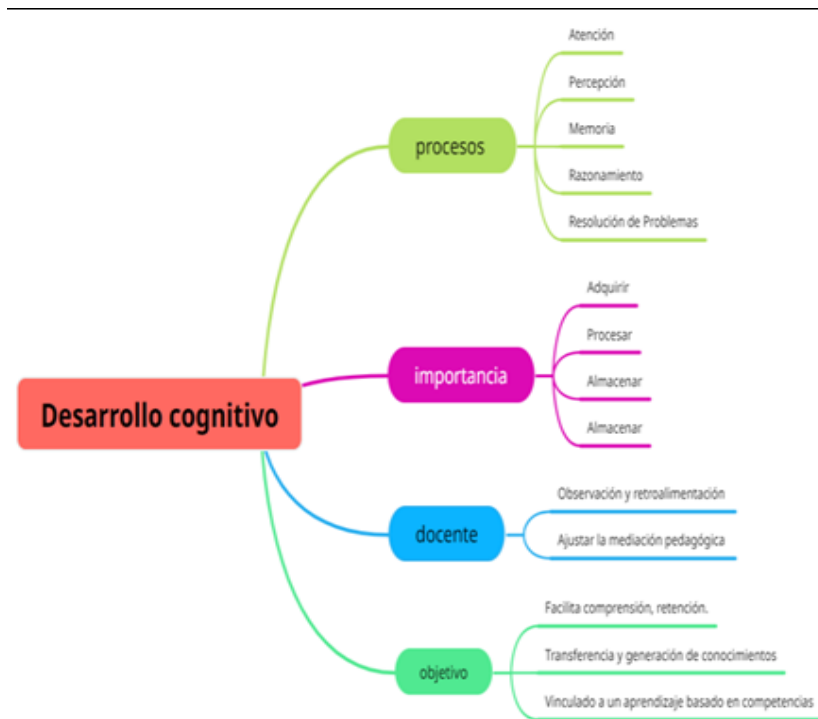 Desarrollo cognitivo
procesos
Atención
Percepción
Memoria
Razonamiento
Resolución de Problemas
importancia
Adquirir
Procesar
Almacenar
Almacenar
docente
Observación y retroalimentación
Ajustar la mediación pedagógica
objetivo
Facilita comprensión, retención.
Transferencia y generación de conocimientos
Vinculado a un aprendizaje basado en competencias